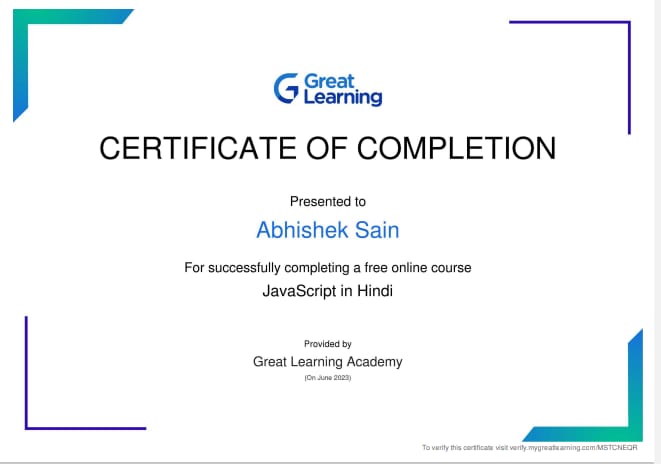 Great
Learning
CERTIFICATE OF COMPLETION
Presented to
Abhishek Sain
For successfully completing a free online course
JavaScript in Hindi
Provided by
Great Learning Academy
(On June 2023)
To verify this certificate visit verify.mygreatlearning.com/MSTCNEQR